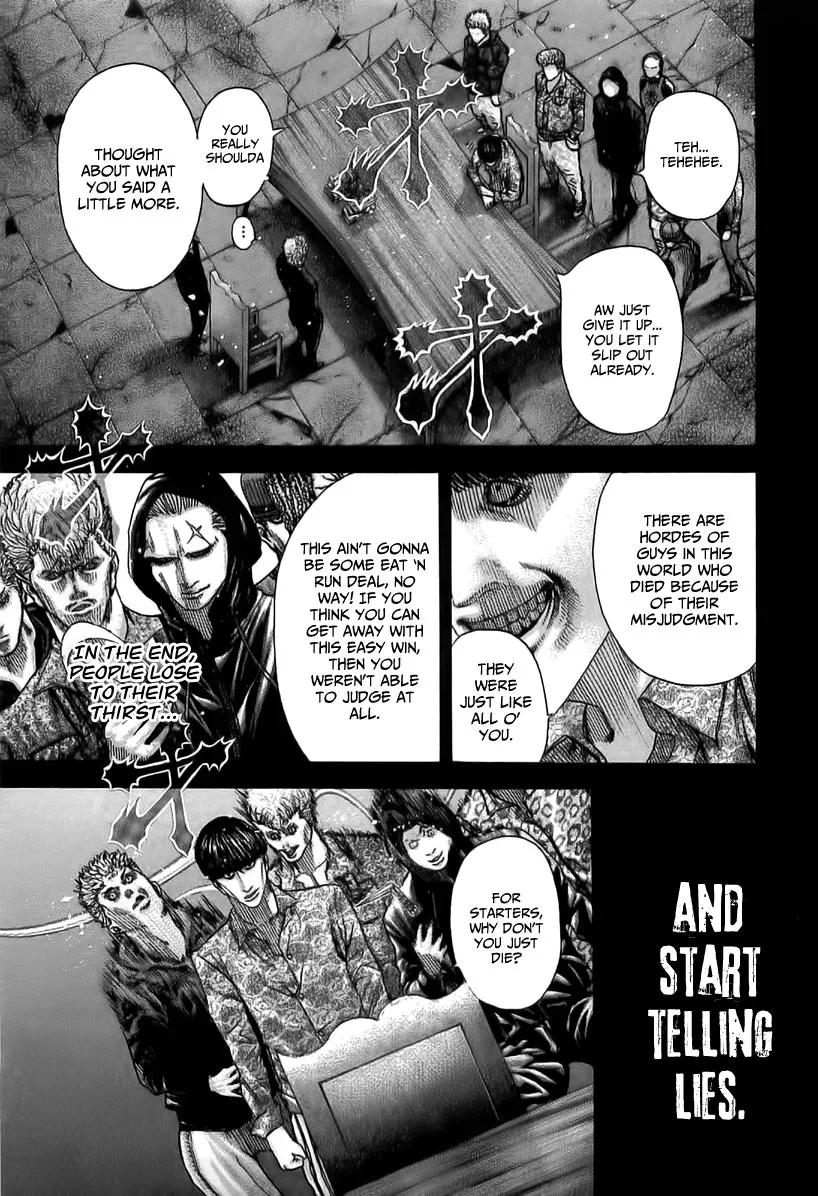 TEH...
TEHEHEE.
AW JUST
GIVE IT UP...
YOU LET IT
SLIP OUT
ALREADY.
YOU
REALLY
SHOULDA
THOUGHT
ABOUT WHAT
YOU SAID A
LITTLE MORE.
...
THERE ARE
HORDES OF
GUYS IN THIS
WORLD WHO
DIED BECAUSE
OF THEIR
MISJUDGMENT.
THEY
WERE
JUST LIKE
ALL O'
YOU.
THIS AIN'T GONNA
BE SOME EAT 'N
RUN DEAL, NO
WAY! IF YOU
THINK YOU CAN
GET AWAY WITH
THIS EASY WIN,
THEN YOU
WEREN'T ABLE
TO JUDGE AT
ALL.
IN THE END,
PEOPLE LOSE
TO THEIR
THIRST...
AND
START
TELLING
LIES.
FOR
STARTERS,
WHY DON'T
YOU JUST
DIE?